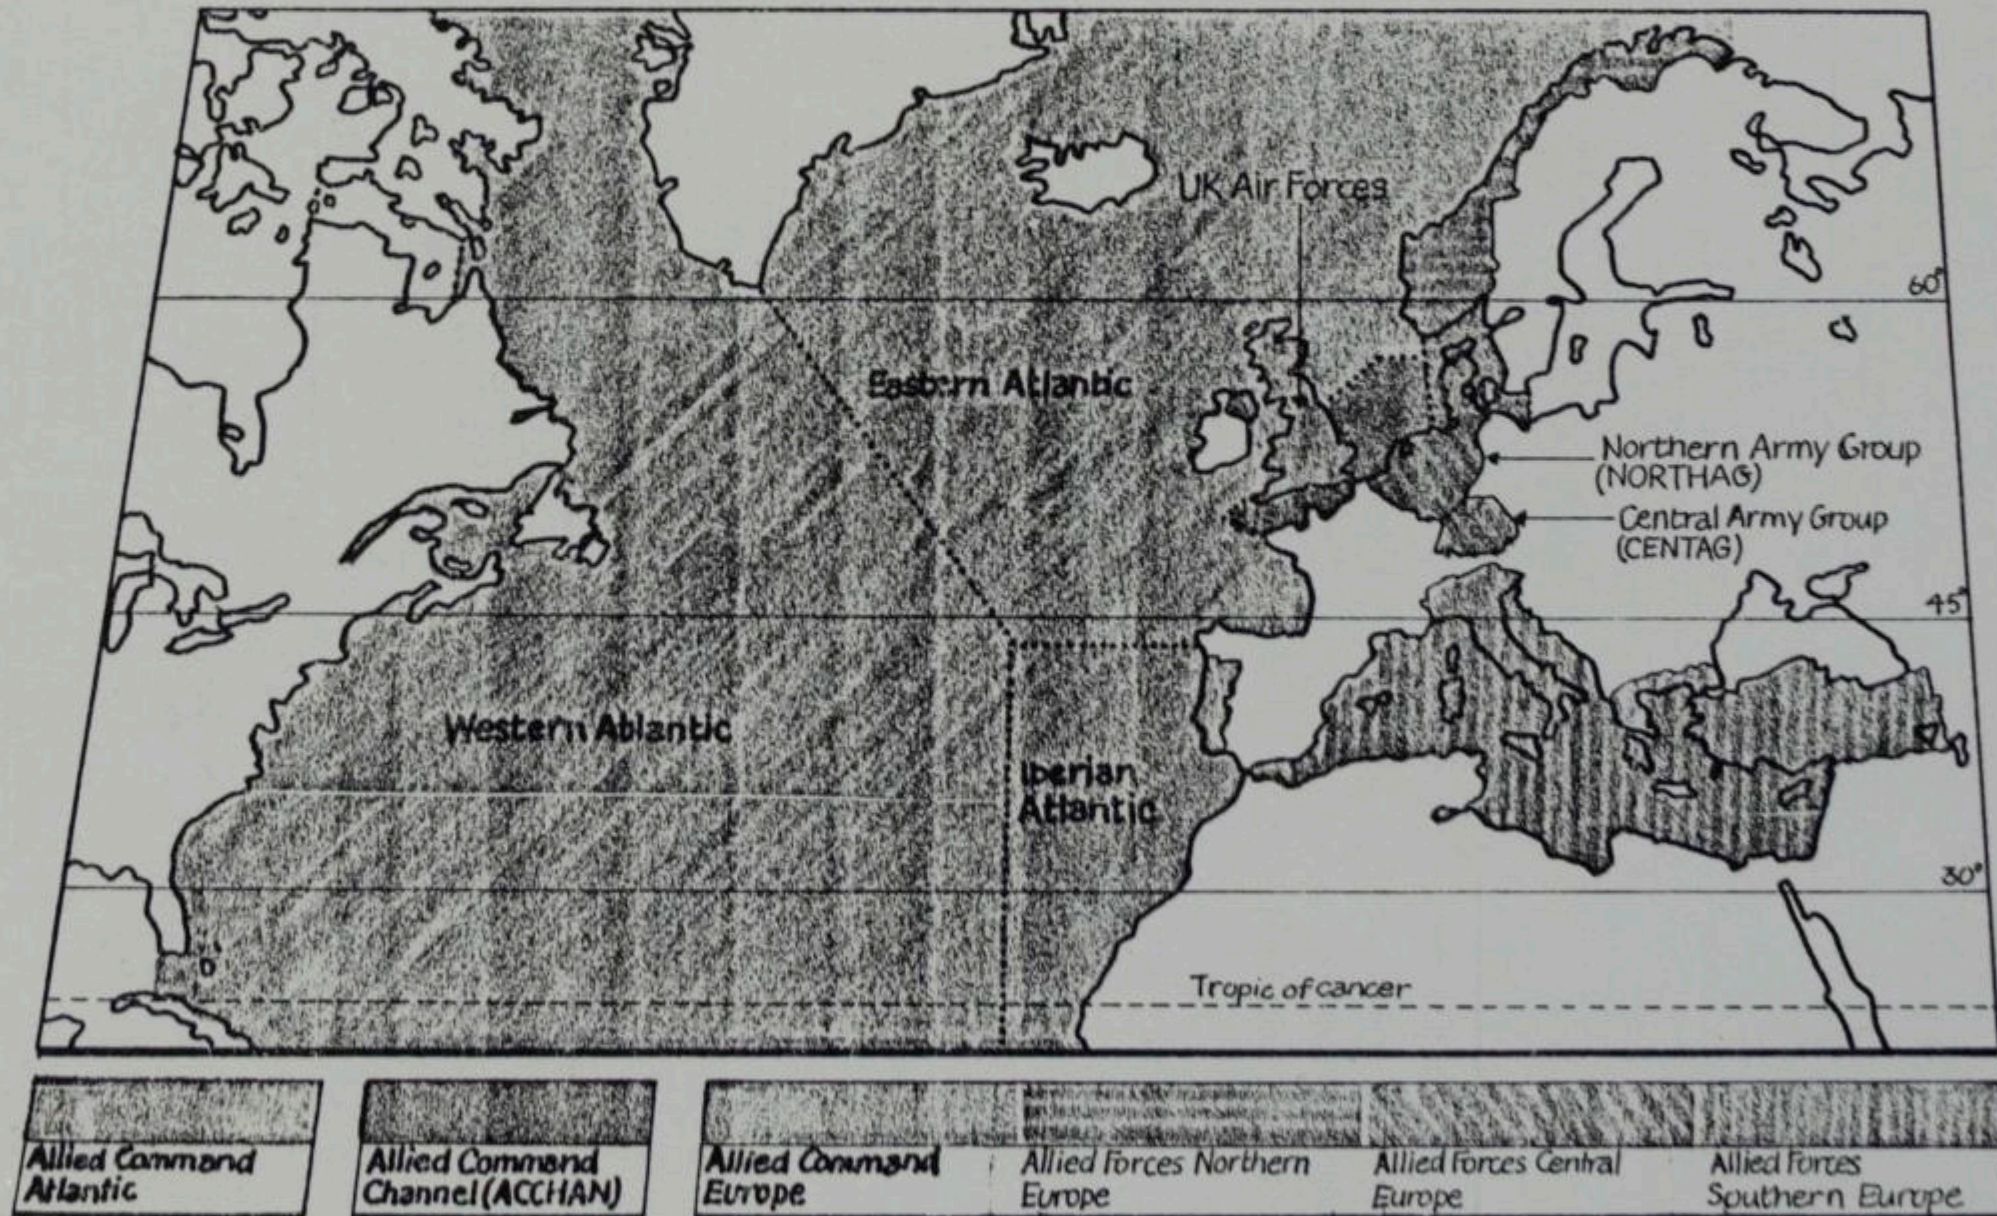 UK Air Forces
60°
Eastern Atlantic
Northern Army Group
(NORTHAG)
Central Army Group
(CENTAG)
45°
Western Atlantic
Iberian
Atlantic
30°
Tropic of cancer
Allied Command
Atlantic
Allied Command
Channel (ACCHAN)
Allied Command
Europe
Allied Forces Northern
Europe
Allied Forces Central
Europe
Allied Forces
Southern Europe